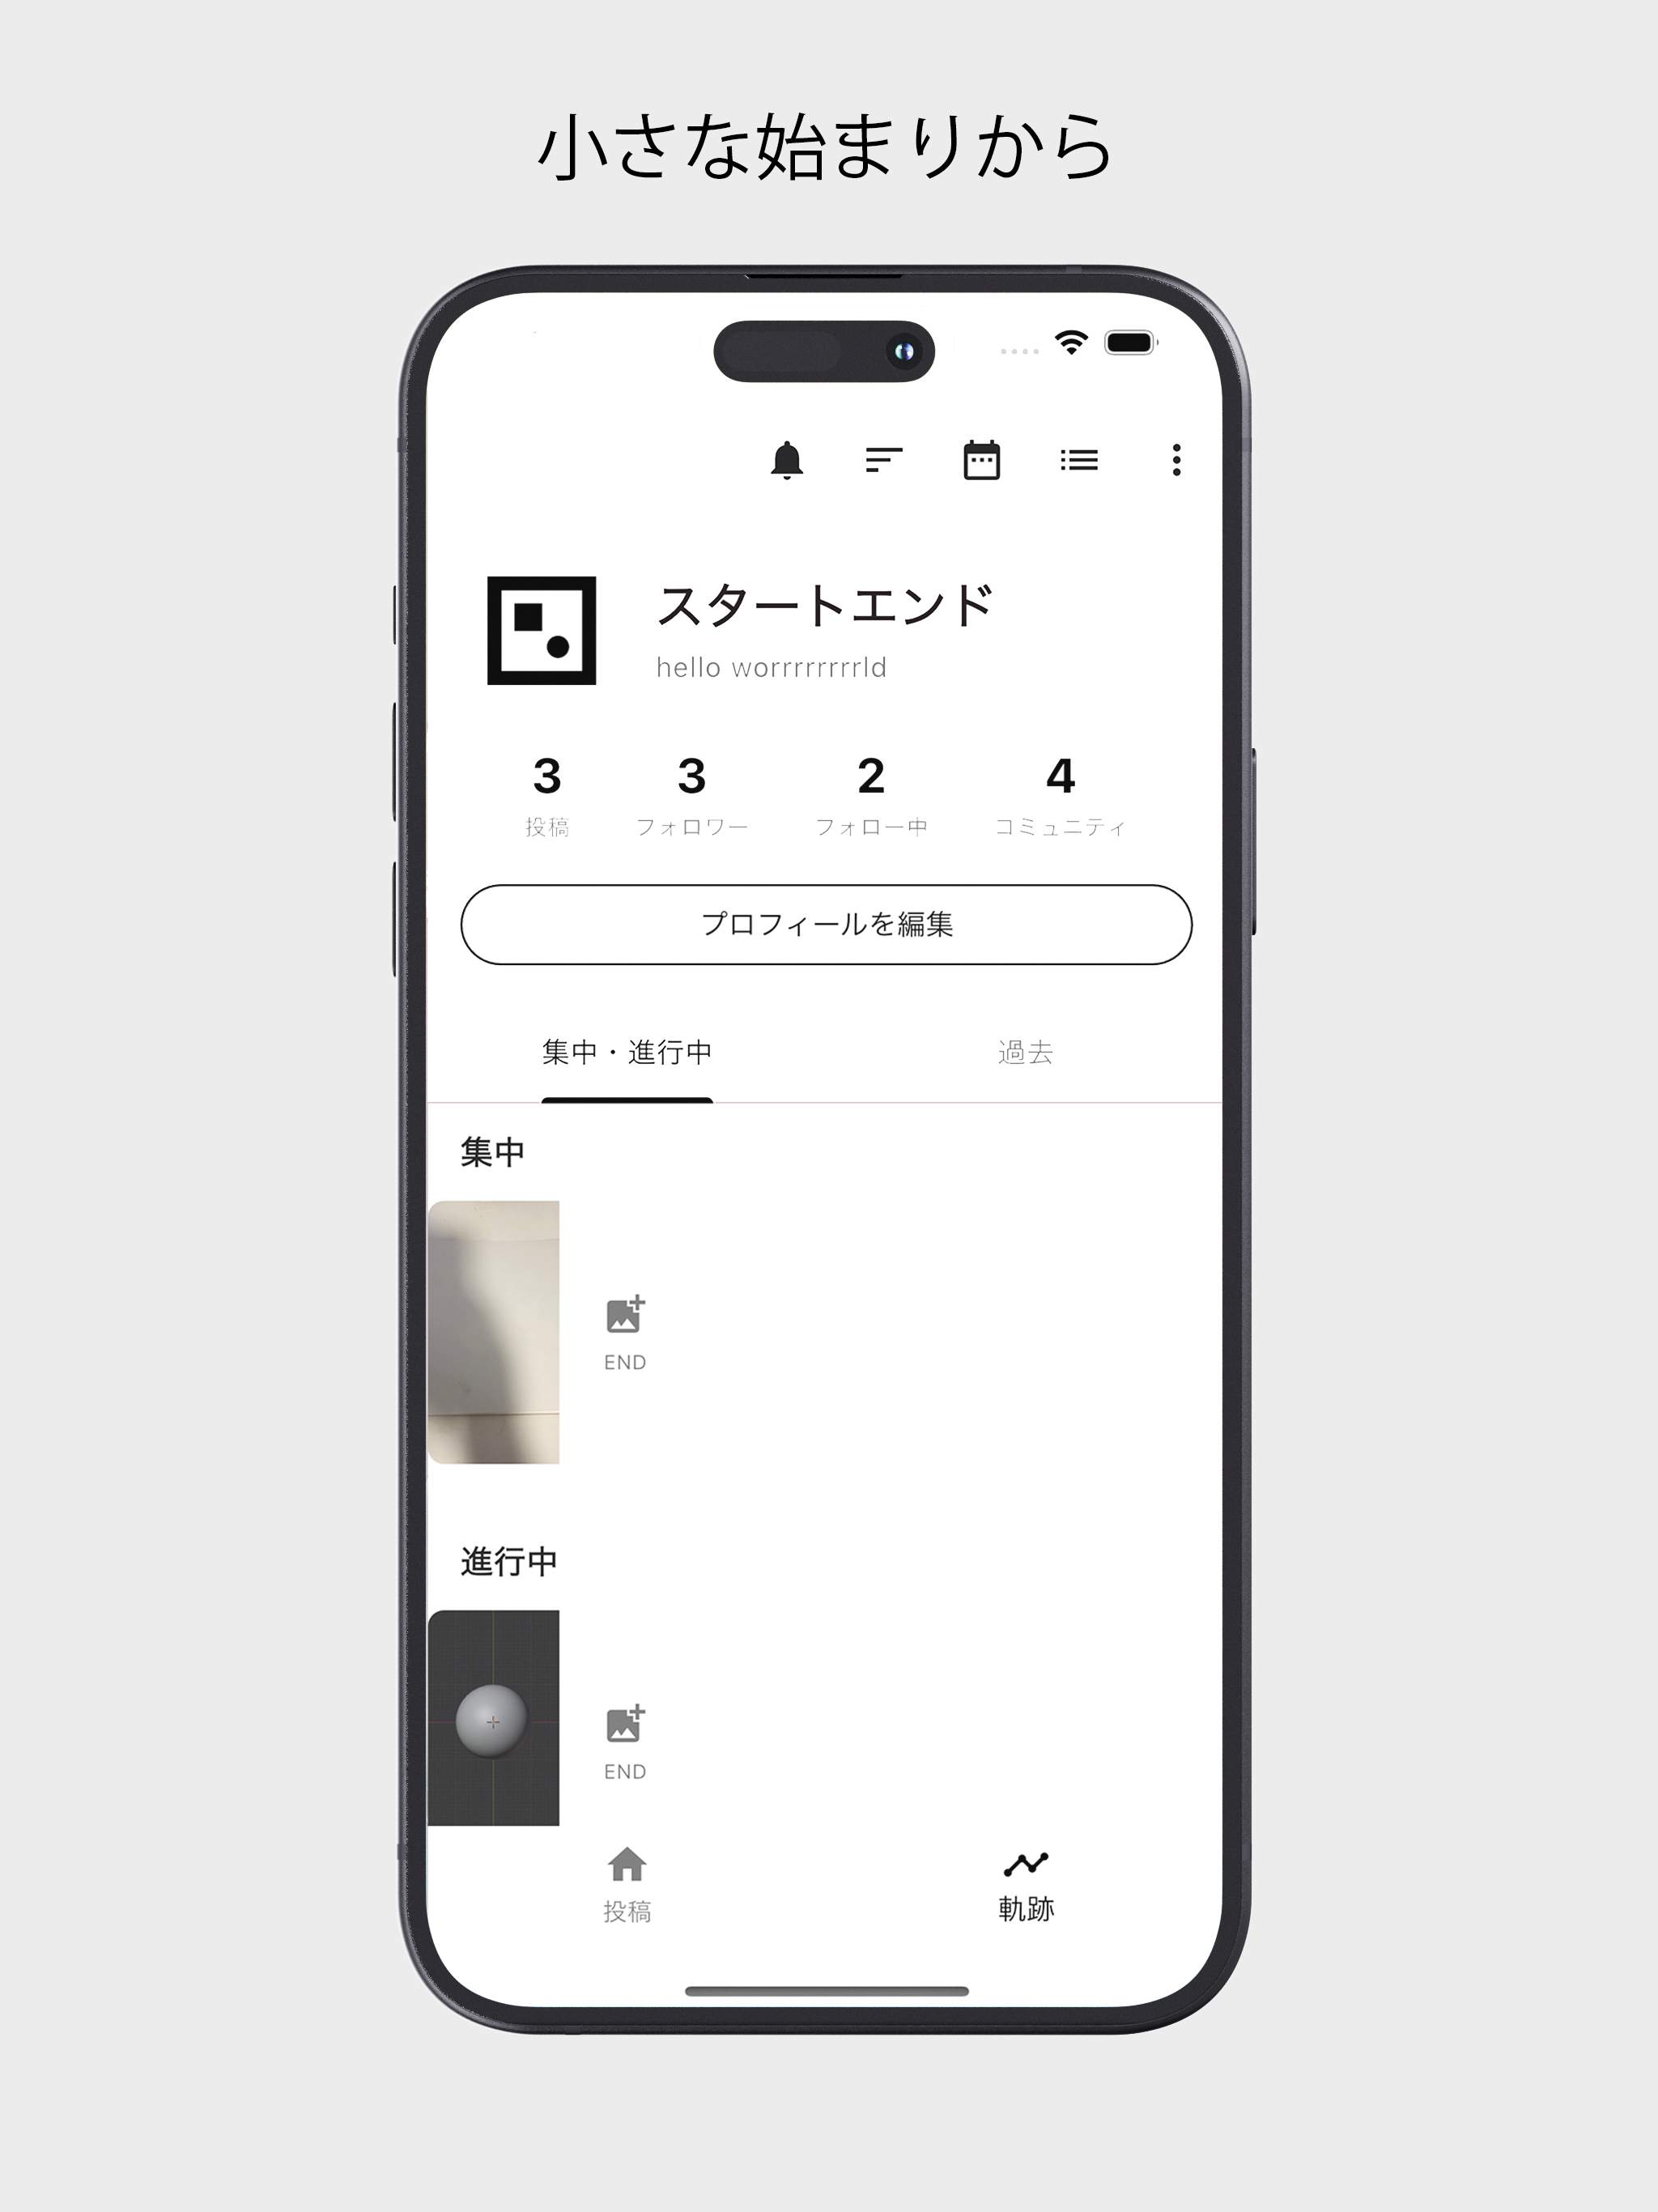 小さな始まりから
スタートエンド
hello worrrrrrrrrld
3 3 2 4
投稿 フォロワー フォロー中 コミュニティ
プロフィールを編集
集中・進行中 過去
集中
END
進行中
END
投稿 軌跡